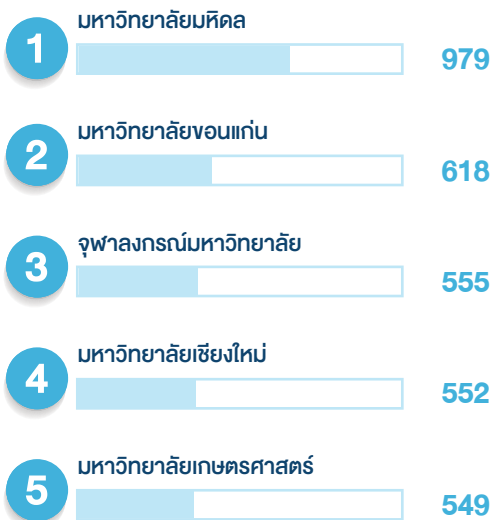 1
มหาวิทยาลัยมหิดล
979
2
มหาวิทยาลัยขอนแก่น
618
3
จุฬาลงกรณ์มหาวิทยาลัย
555
4
มหาวิทยาลัยเชียงใหม่
552
5
มหาวิทยาลัยเกษตรศาสตร์
549